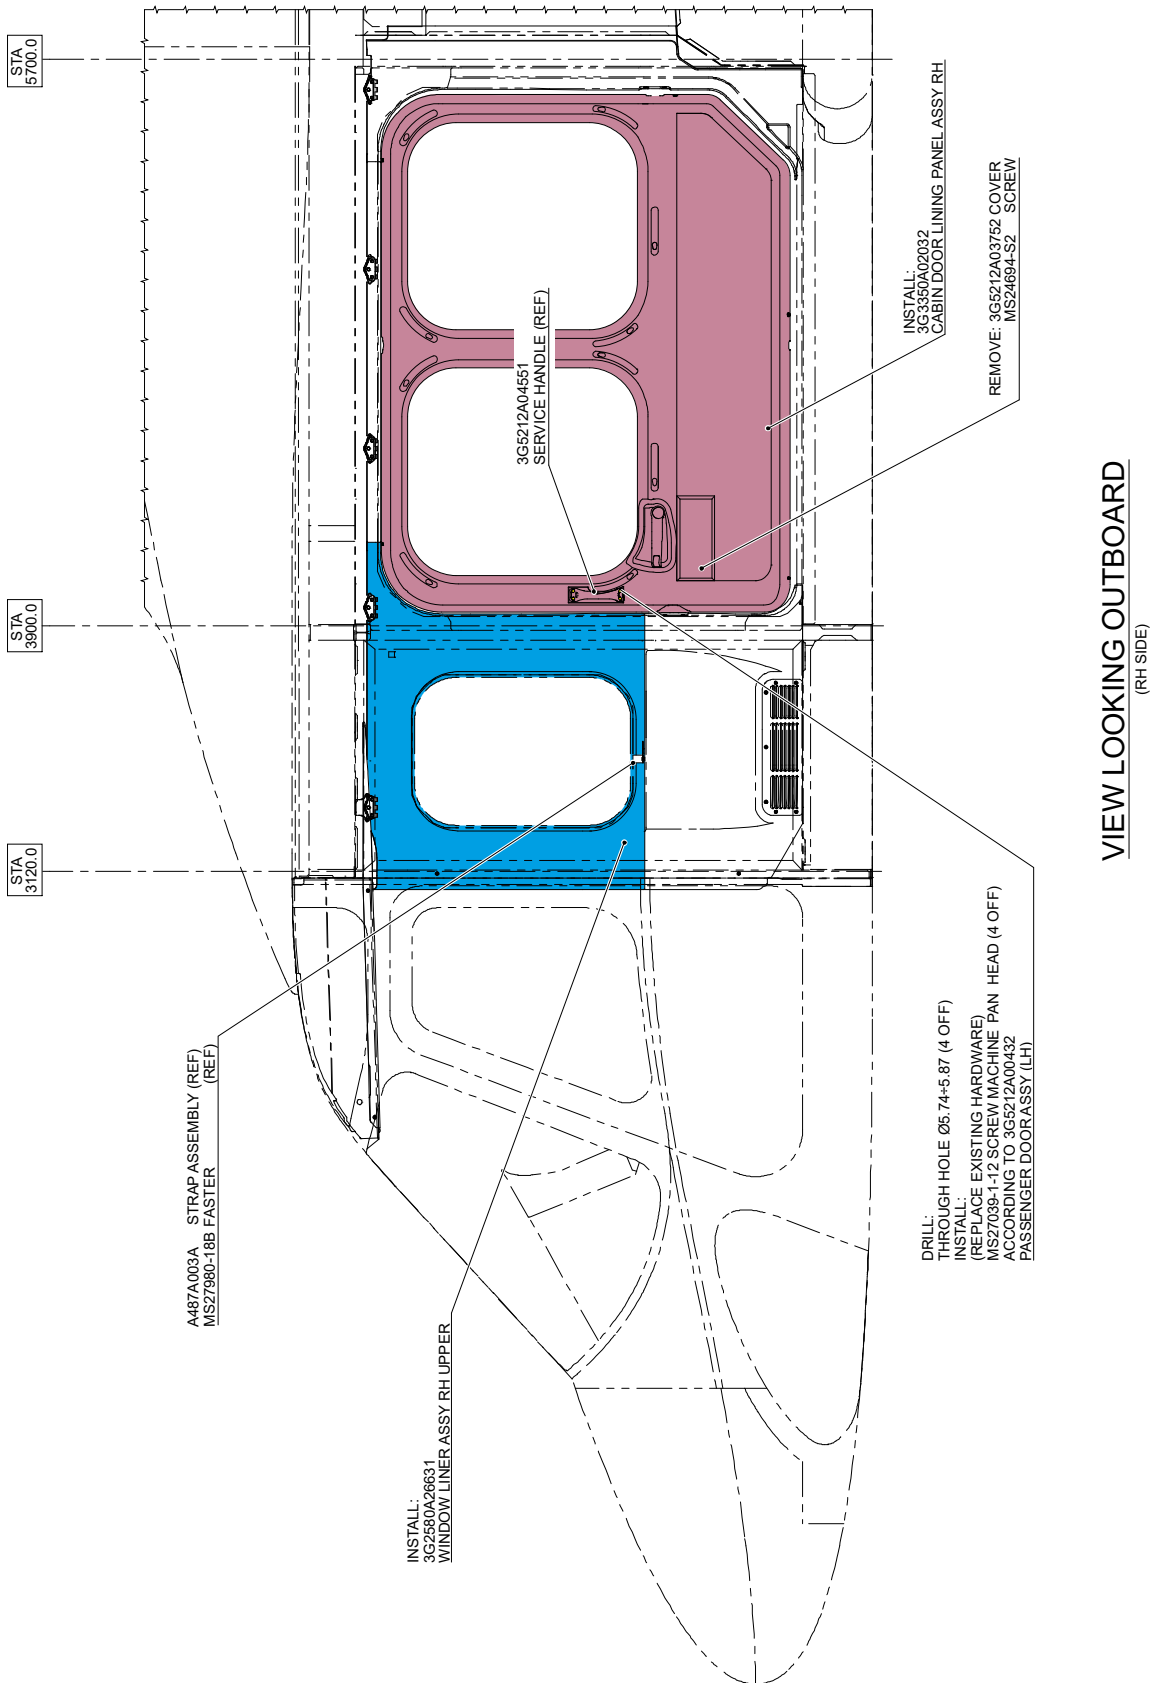 STA
3120.0
STA
3900.0
STA
5700.0
A487A003A STRAP ASSEMBLY (REF)
MS27980-18B FASTER (REF)
INSTALL:
3G2580A26631
WINDOW LINER ASSY RH UPPER
3G5212A04551
SERVICE HANDLE (REF)
INSTALL:
3G3350A02032
CABIN DOOR LINING PANEL ASSY RH
REMOVE: 3G5212A03752 COVER
MS24694-S2 SCREW
DRILL:
THROUGH HOLE Ø5.74÷5.87 (4 OFF)
INSTALL:
(REPLACE EXISTING HARDWARE)
MS27039-1-12 SCREW MACHINE PAN HEAD (4 OFF)
ACCORDING TO 3G5212A00432
PASSENGER DOOR ASSY (LH)
VIEW LOOKING OUTBOARD
(RH SIDE)